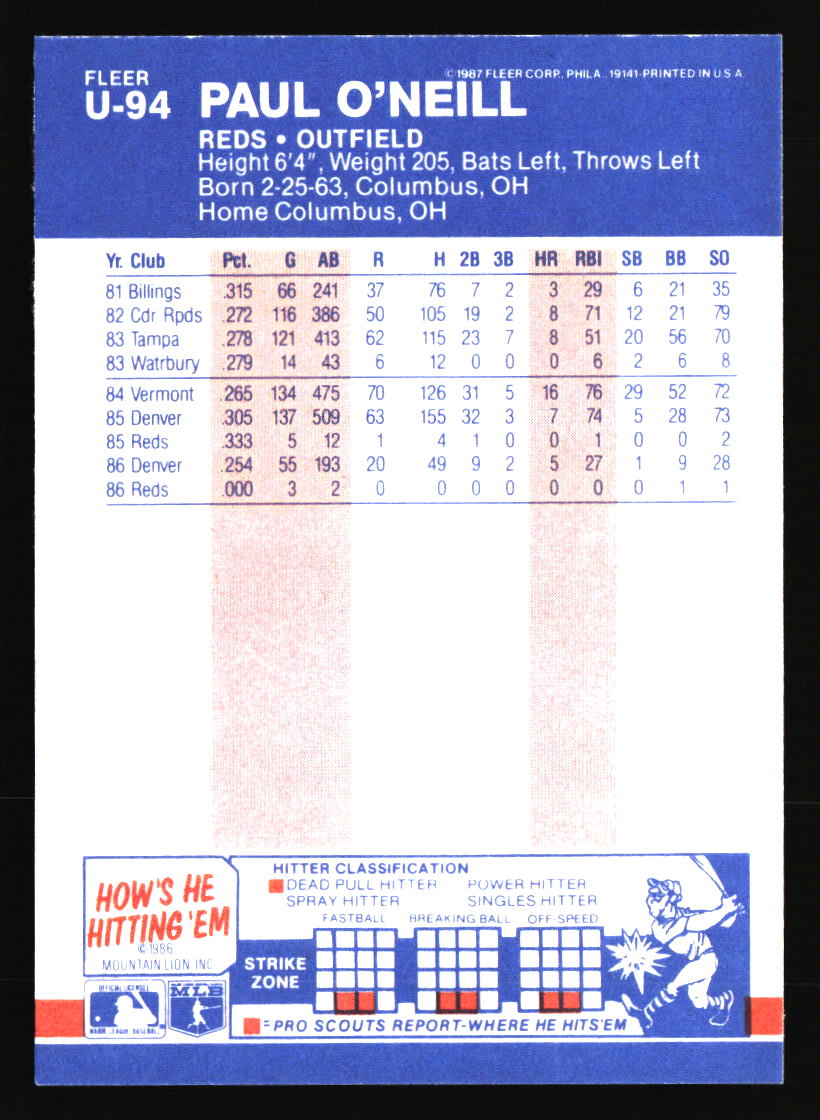 ©1987 FLEER CORP., PHILA., 19141-PRINTED IN U.S.A.
FLEER
U-94 PAUL O'NEILL
REDS • OUTFIELD
Height 6'4", Weight 205, Bats Left, Throws Left
Born 2-25-63, Columbus, OH
Home Columbus, OH
Yr. Club Pct. G AB R H 2B 3B HR RBI SB BB SO
81 Billings .315 66 241 37 76 7 2 3 29 6 21 35
82 Cdr Rpds .272 116 386 50 105 19 2 8 71 12 21 79
83 Tampa .278 121 413 62 115 23 7 8 51 20 56 70
83 Watrbury .279 14 43 6 12 0 0 0 6 2 6 8
84 Vermont .265 134 475 70 126 31 5 16 76 29 52 72
85 Denver .305 137 509 63 155 32 3 7 74 5 28 73
85 Reds .333 5 12 1 4 1 0 0 1 0 0 2
86 Denver .254 55 193 20 49 9 2 5 27 1 9 28
86 Reds .000 3 2 0 0 0 0 0 0 0 1 1
HOW'S HE
HITTING 'EM
©1986
MOUNTAIN LION INC
HITTER CLASSIFICATION
DEAD PULL HITTER POWER HITTER
SPRAY HITTER SINGLES HITTER
FASTBALL BREAKING BALL OFF-SPEED
STRIKE
ZONE
= PRO SCOUTS REPORT-WHERE HE HITS 'EM
OFFICIAL LICENSEE
MAJOR LEAGUE BASEBALL
MLB